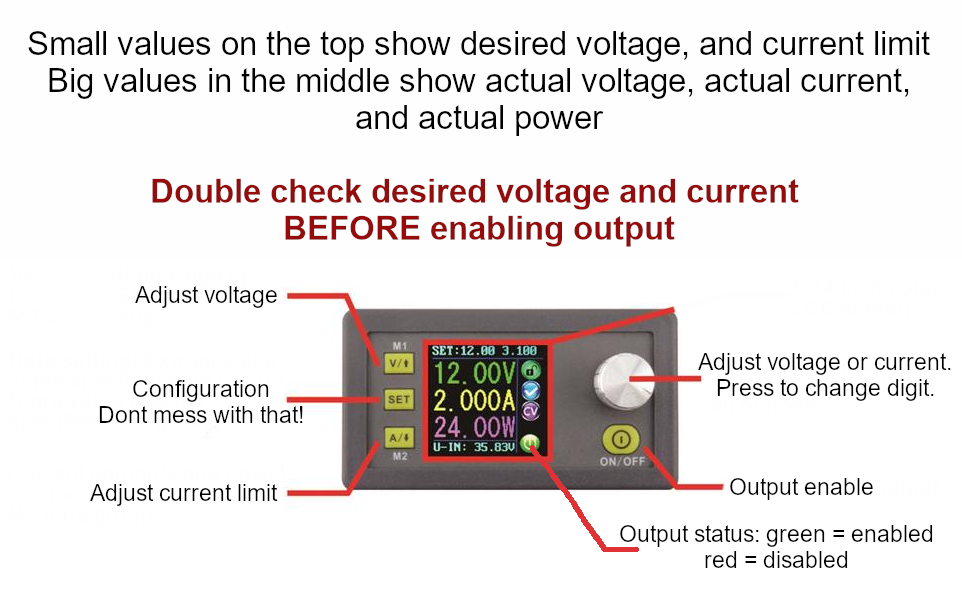 Small values on the top show desired voltage, and current limit
Big values in the middle show actual voltage, actual current,
and actual power
Double check desired voltage and current
BEFORE enabling output
Adjust voltage
Configuration
Dont mess with that!
Adjust current limit
M1
V/⬆
SET
A/⬇
M2
SET:12.00 3.100
12.00V
2.000A
24.00W
U-IN: 35.83V
CV
ON/OFF
Adjust voltage or current.
Press to change digit.
Output enable
Output status: green = enabled
red = disabled